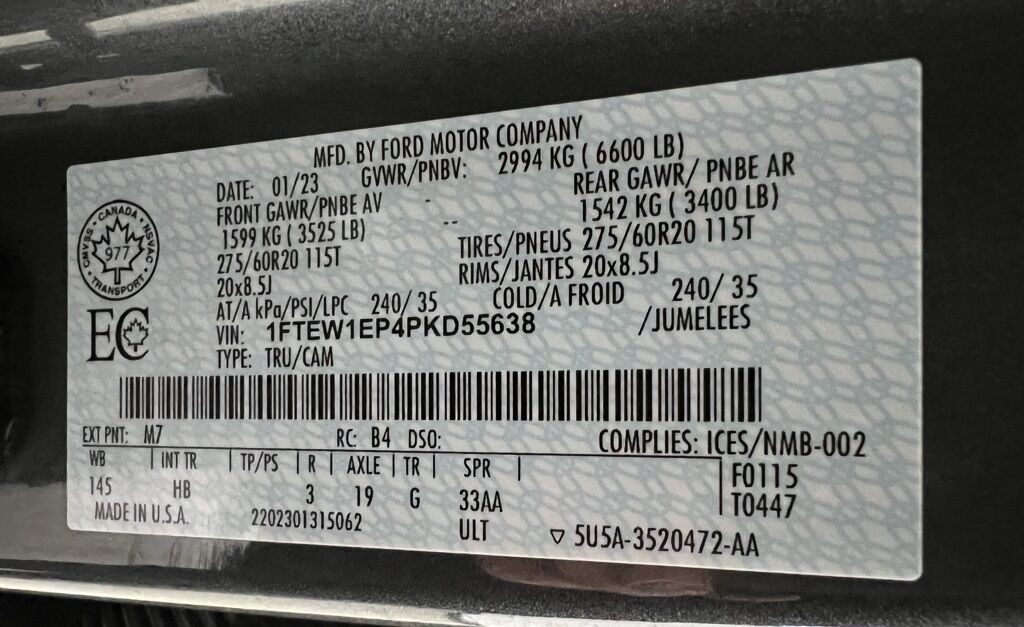 MFD. BY FORD MOTOR COMPANY
DATE: 01/23 GVWR/PNBV: 2994 KG ( 6600 LB)
FRONT GAWR/PNBE AV REAR GAWR/ PNBE AR
1599 KG ( 3525 LB) 1542 KG ( 3400 LB)
275/60R20 115T TIRES/PNEUS 275/60R20 115T
20x8.5J RIMS/JANTES 20x8.5J
AT/A kPa/PSI/LPC 240/ 35 COLD/A FROID 240/ 35
VIN: 1FTEW1EP4PKD55638 /JUMELEES
TYPE: TRU/CAM
CANADA
NSVAC
TRANSPORT
SSAMC
977
EC
EXT PNT: M7 RC: B4 DSO: COMPLIES: ICES/NMB-002
WB INT TR TP/PS R AXLE TR SPR F0115
145 HB 3 19 G 33AA T0447
MADE IN U.S.A. 2202301315062 ULT ▽ 5U5A-3520472-AA